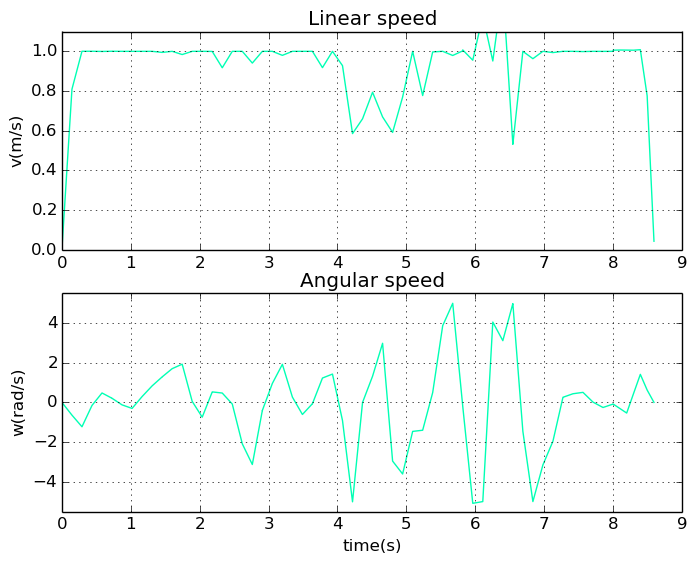 Linear speed
v(m/s)
1.0
0.8
0.6
0.4
0.2
0.0
0 1 2 3 4 5 6 7 8 9
Angular speed
w(rad/s)
4
2
0
−2
−4
0 1 2 3 4 5 6 7 8 9
time(s)